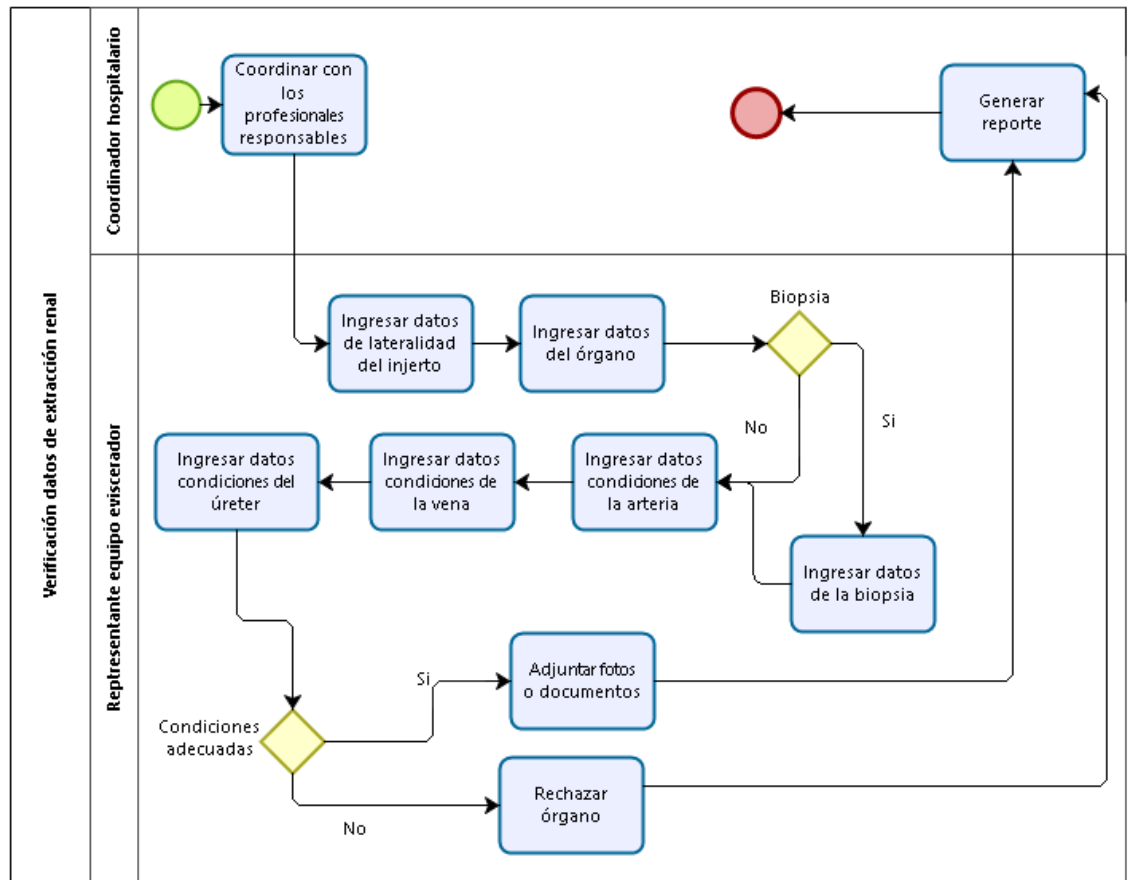 Verificación datos de extracción renal
Coordinador hospitalario
Coordinar con
los
profesionales
responsables
Generar
reporte
Reptresentante equipo eviscerador
Ingresar datos
de lateralidad
del injerto
Ingresar datos
del órgano
Biopsia
No
Si
Ingresar datos
condiciones del
úreter
Ingresar datos
condiciones de
la vena
Ingresar datos
condiciones de
la arteria
Ingresar datos
de la biopsia
Condiciones
adecuadas
Si
Adjuntar fotos
o documentos
No
Rechazar
órgano